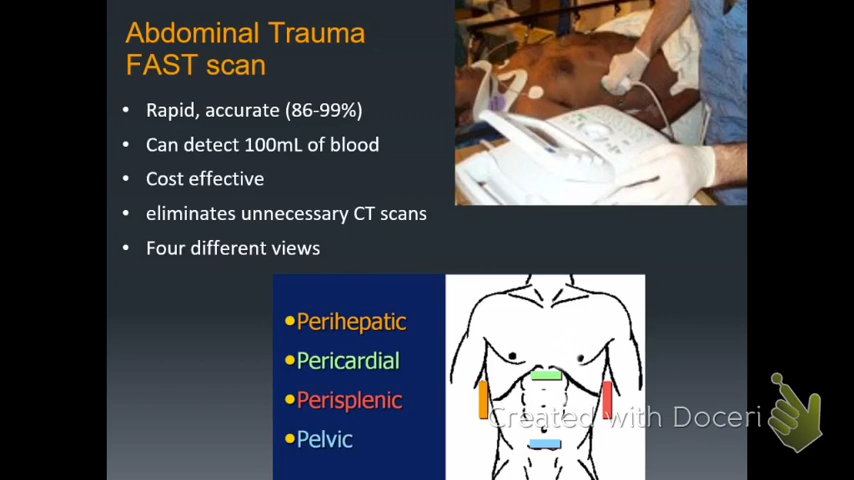 Abdominal Trauma
FAST scan
• Rapid, accurate (86-99%)
• Can detect 100mL of blood
• Cost effective
• eliminates unnecessary CT scans
• Four different views
•Perihepatic
•Pericardial
•Perisplenic
•Pelvic
Created with Doceri